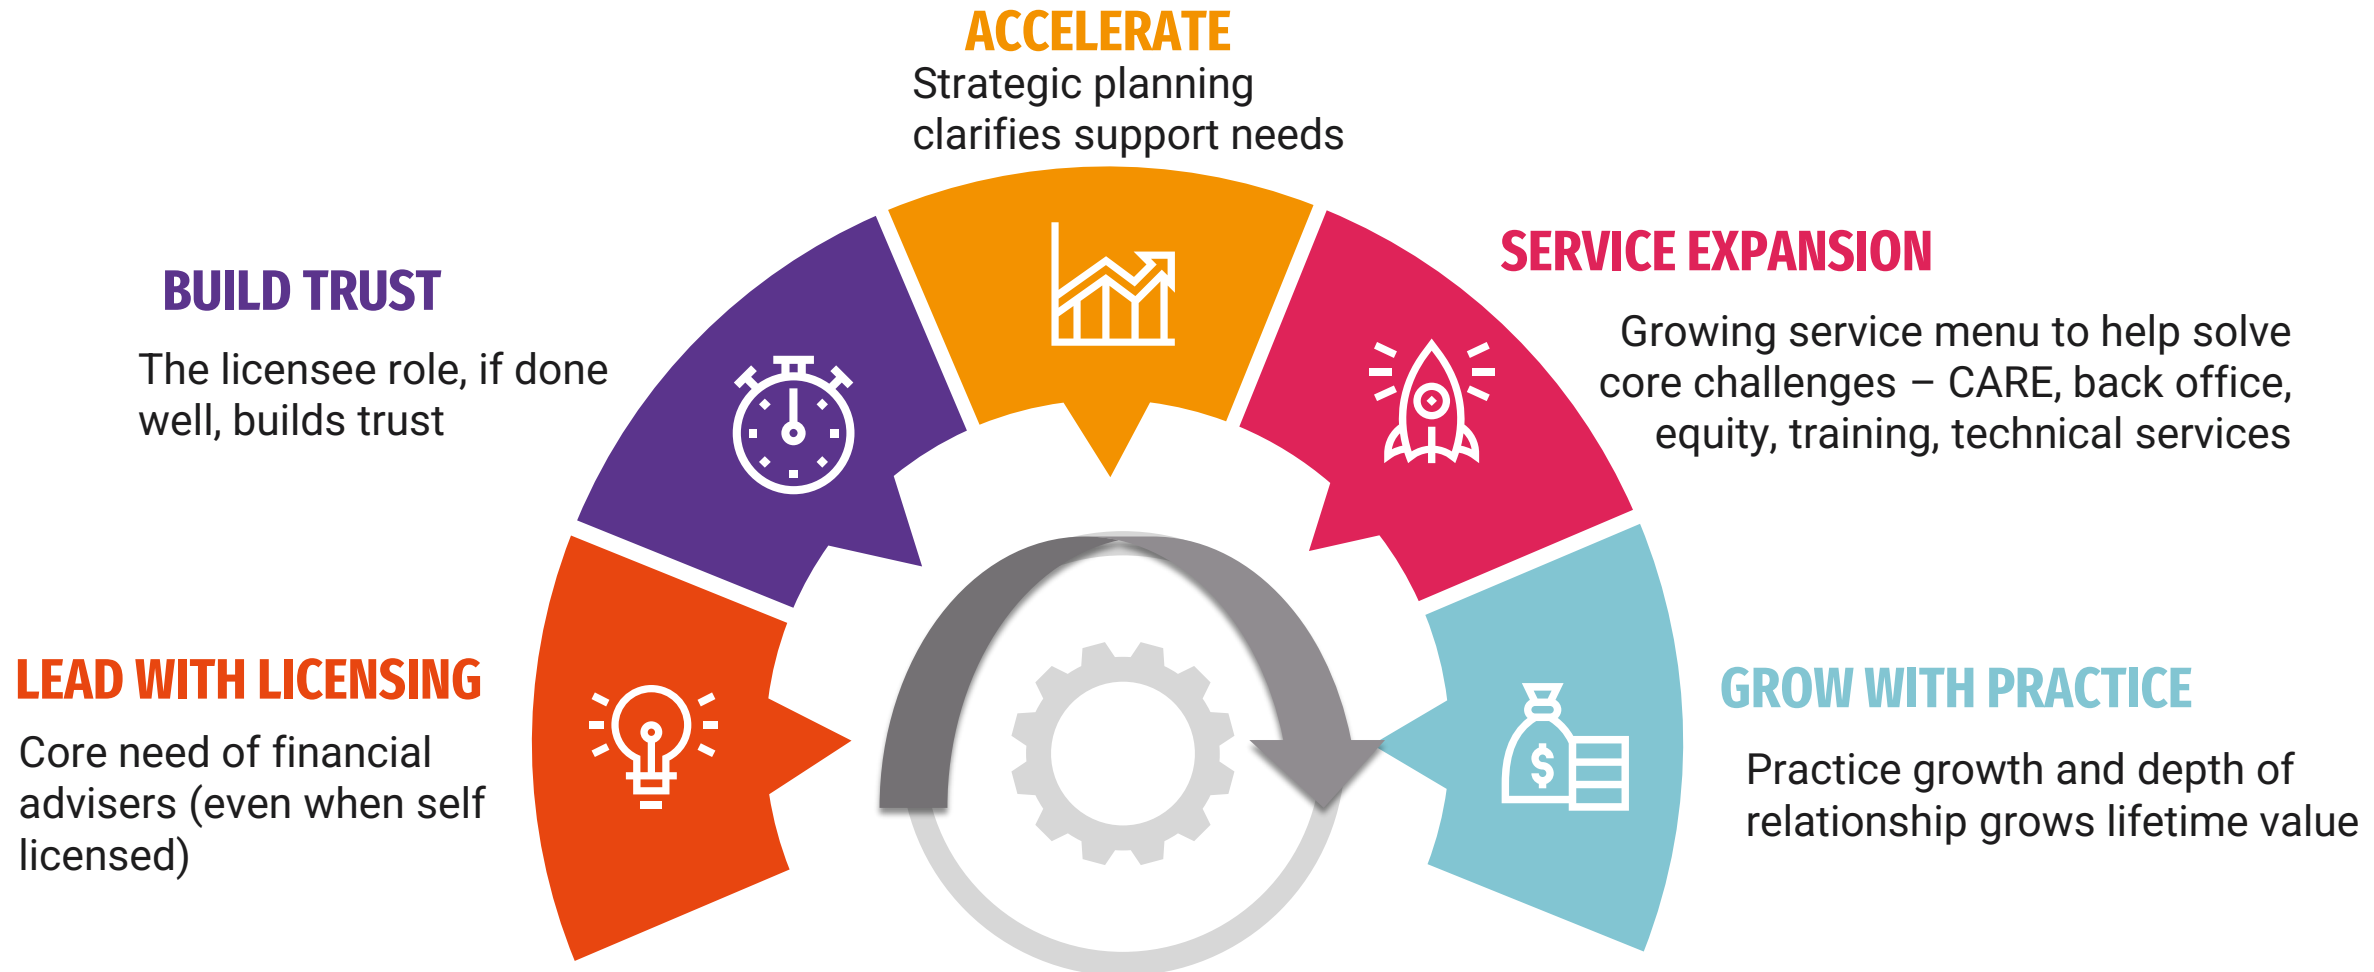 LEAD WITH LICENSING
Core need of financial
advisers (even when self
licensed)
BUILD TRUST
The licensee role, if done
well, builds trust
ACCELERATE
Strategic planning
clarifies support needs
SERVICE EXPANSION
Growing service menu to help solve
core challenges – CARE, back office,
equity, training, technical services
GROW WITH PRACTICE
Practice growth and depth of
relationship grows lifetime value
$